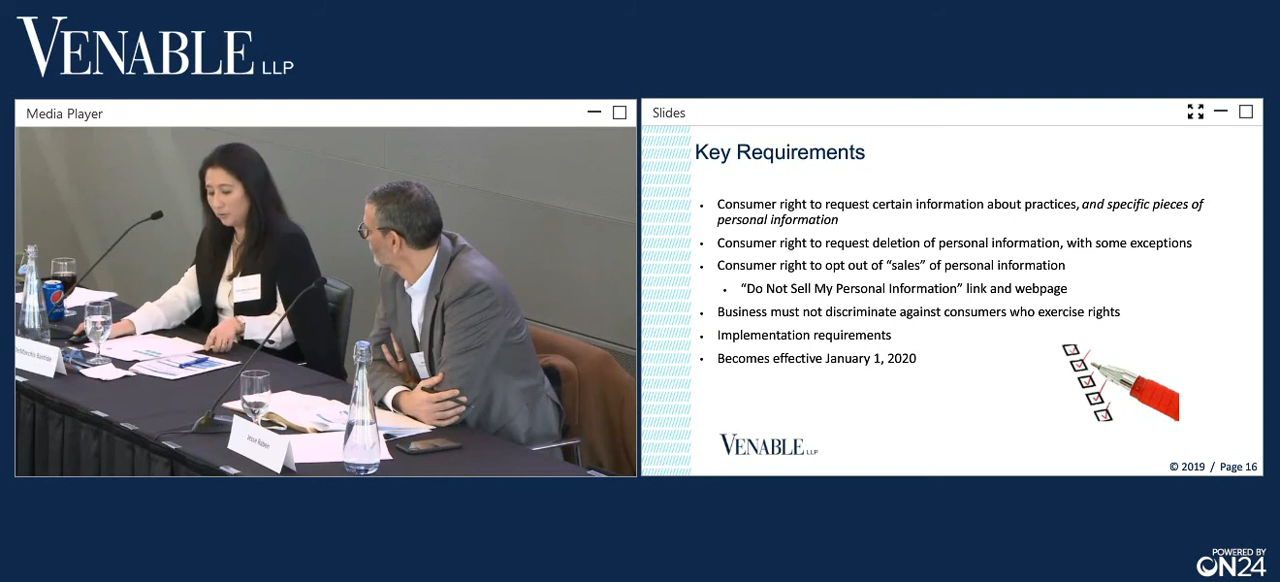 VENABLE LLP
Media Player
Slides
Key Requirements
• Consumer right to request certain information about practices, and specific pieces of
personal information
• Consumer right to request deletion of personal information, with some exceptions
• Consumer right to opt out of “sales” of personal information
• “Do Not Sell My Personal Information” link and webpage
• Business must not discriminate against consumers who exercise rights
• Implementation requirements
• Becomes effective January 1, 2020
VENABLE LLP
© 2019 / Page 16
pepsi
Jesse Rabein
POWERED BY
ON24